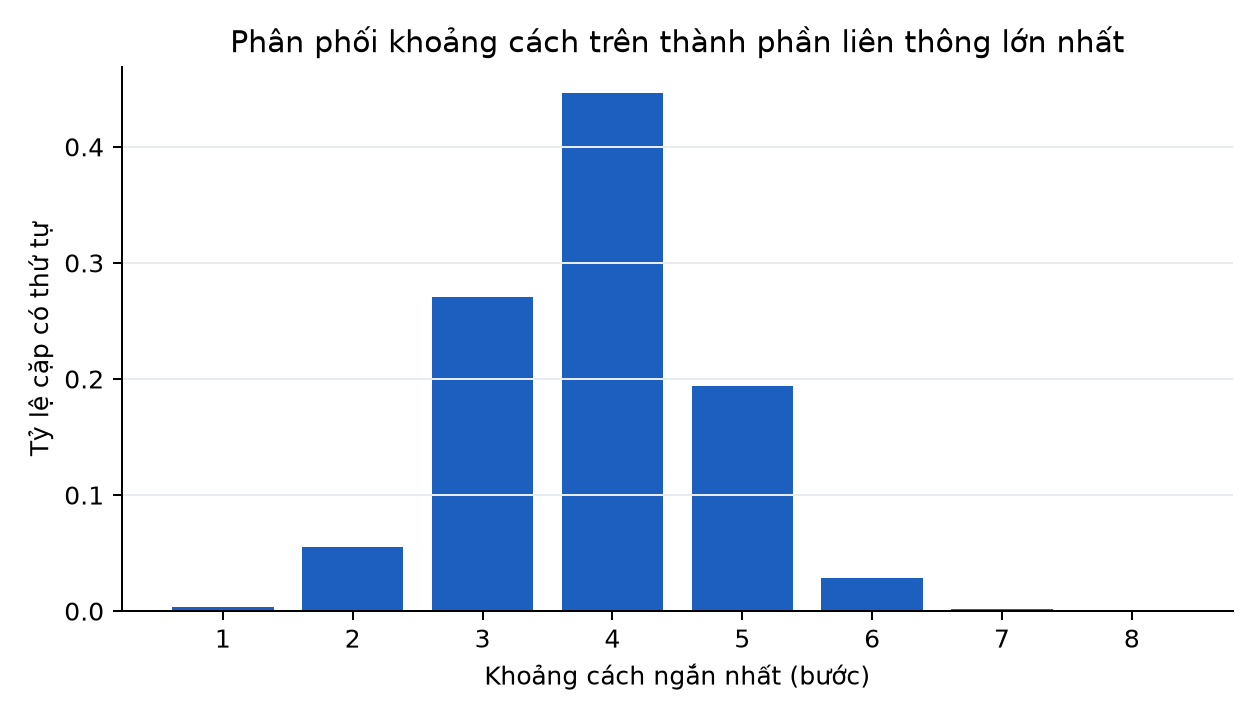 Phân phối khoảng cách trên thành phần liên thông lớn nhất
Tỷ lệ cặp có thứ tự
0.4
0.3
0.2
0.1
0.0
1 2 3 4 5 6 7 8
Khoảng cách ngắn nhất (bước)